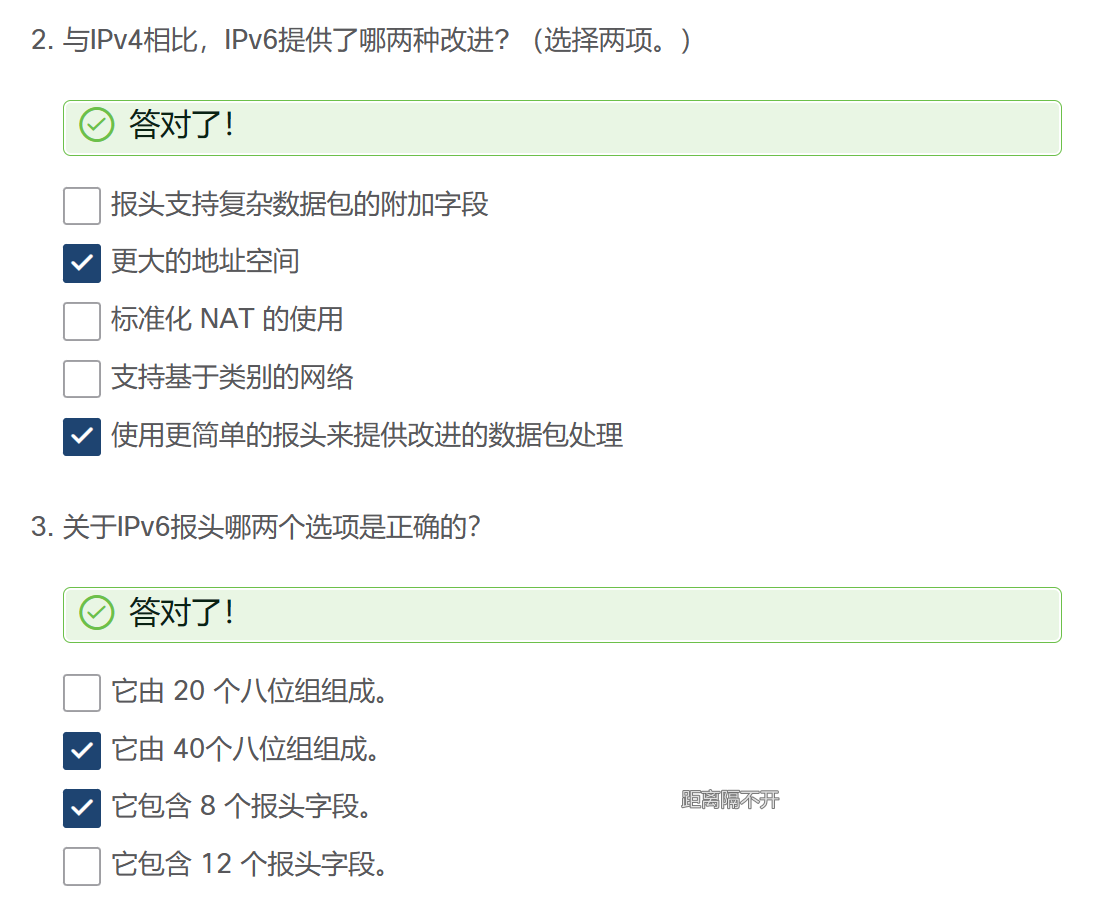 2. 与IPv4相比，IPv6提供了哪两种改进？（选择两项。）
答对了！
报头支持复杂数据包的附加字段
更大的地址空间
标准化 NAT 的使用
支持基于类别的网络
使用更简单的报头来提供改进的数据包处理
3. 关于IPv6报头哪两个选项是正确的？
答对了！
它由 20 个八位组组成。
它由 40个八位组组成。
它包含 8 个报头字段。
距离隔不开
它包含 12 个报头字段。